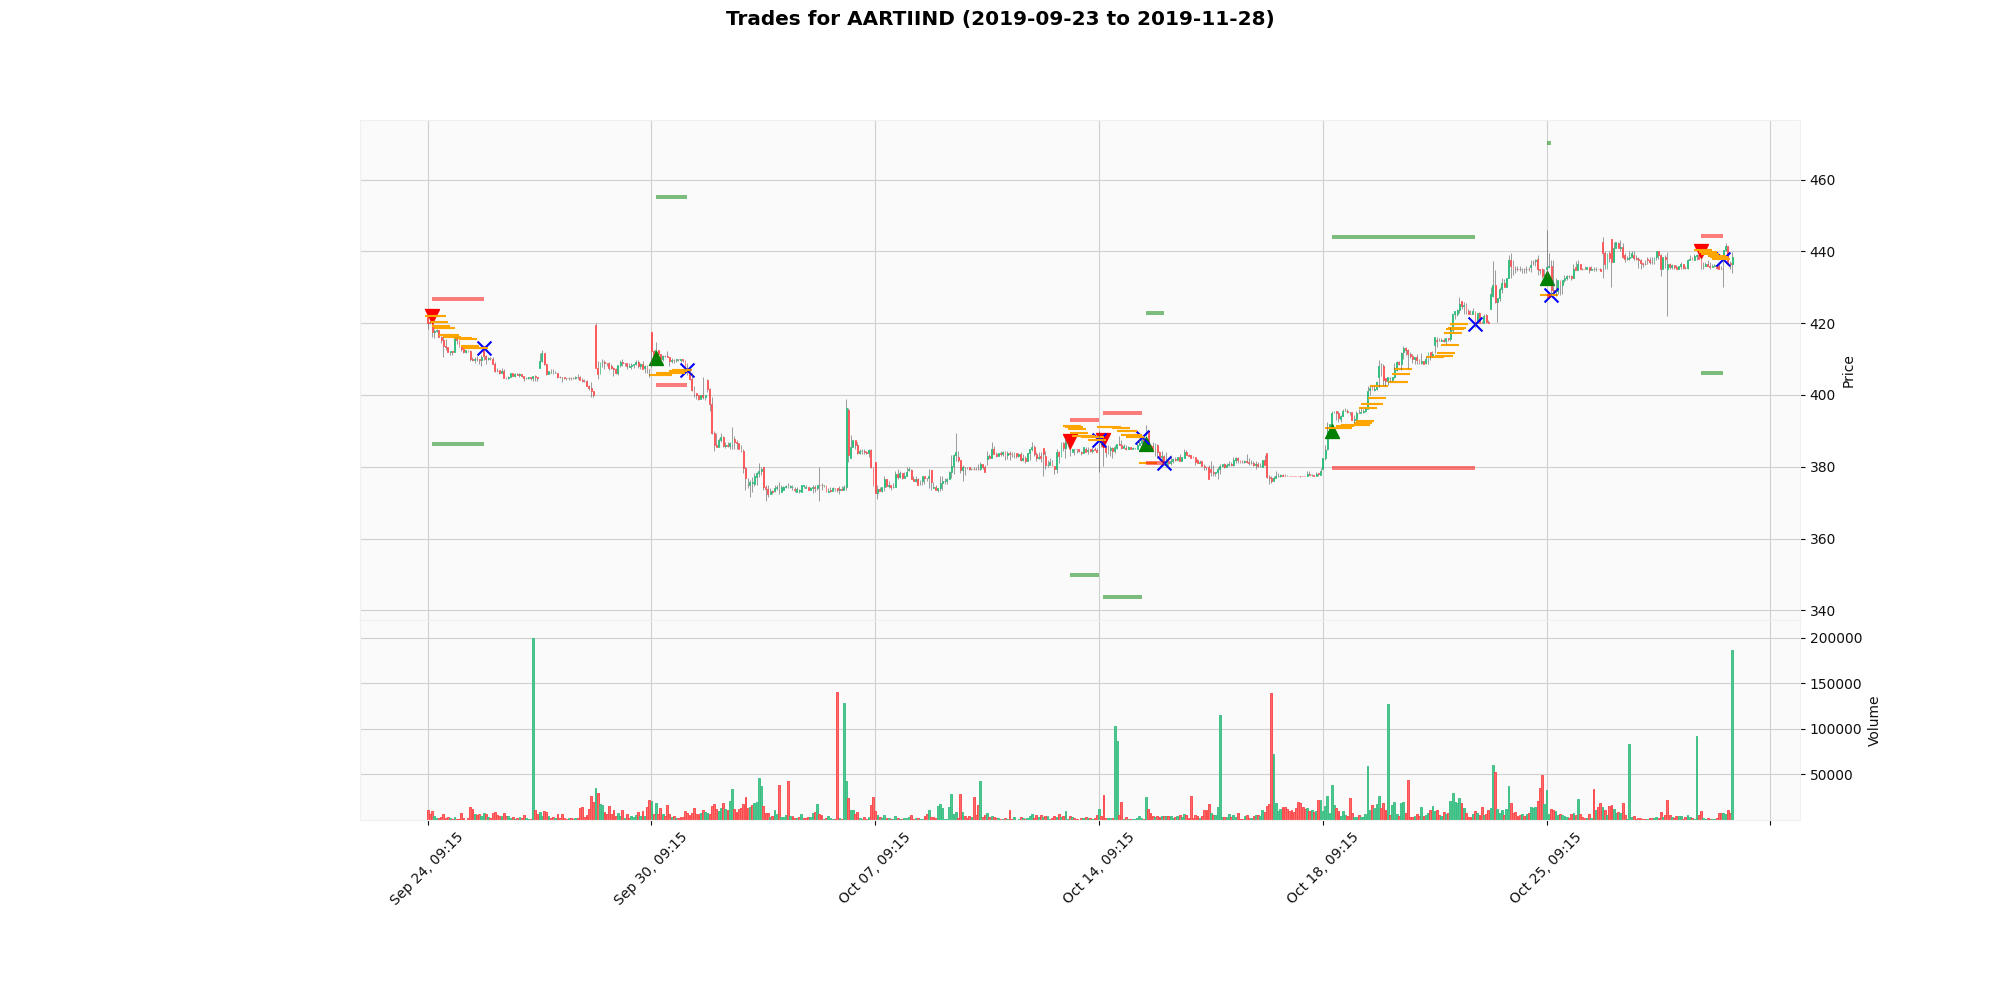 Trades for AARTIIND (2019-09-23 to 2019-11-28)
460
440
420
400
380
360
340
Price
200000
150000
100000
50000
Volume
Sep 24, 09:15
Sep 30, 09:15
Oct 07, 09:15
Oct 14, 09:15
Oct 18, 09:15
Oct 25, 09:15